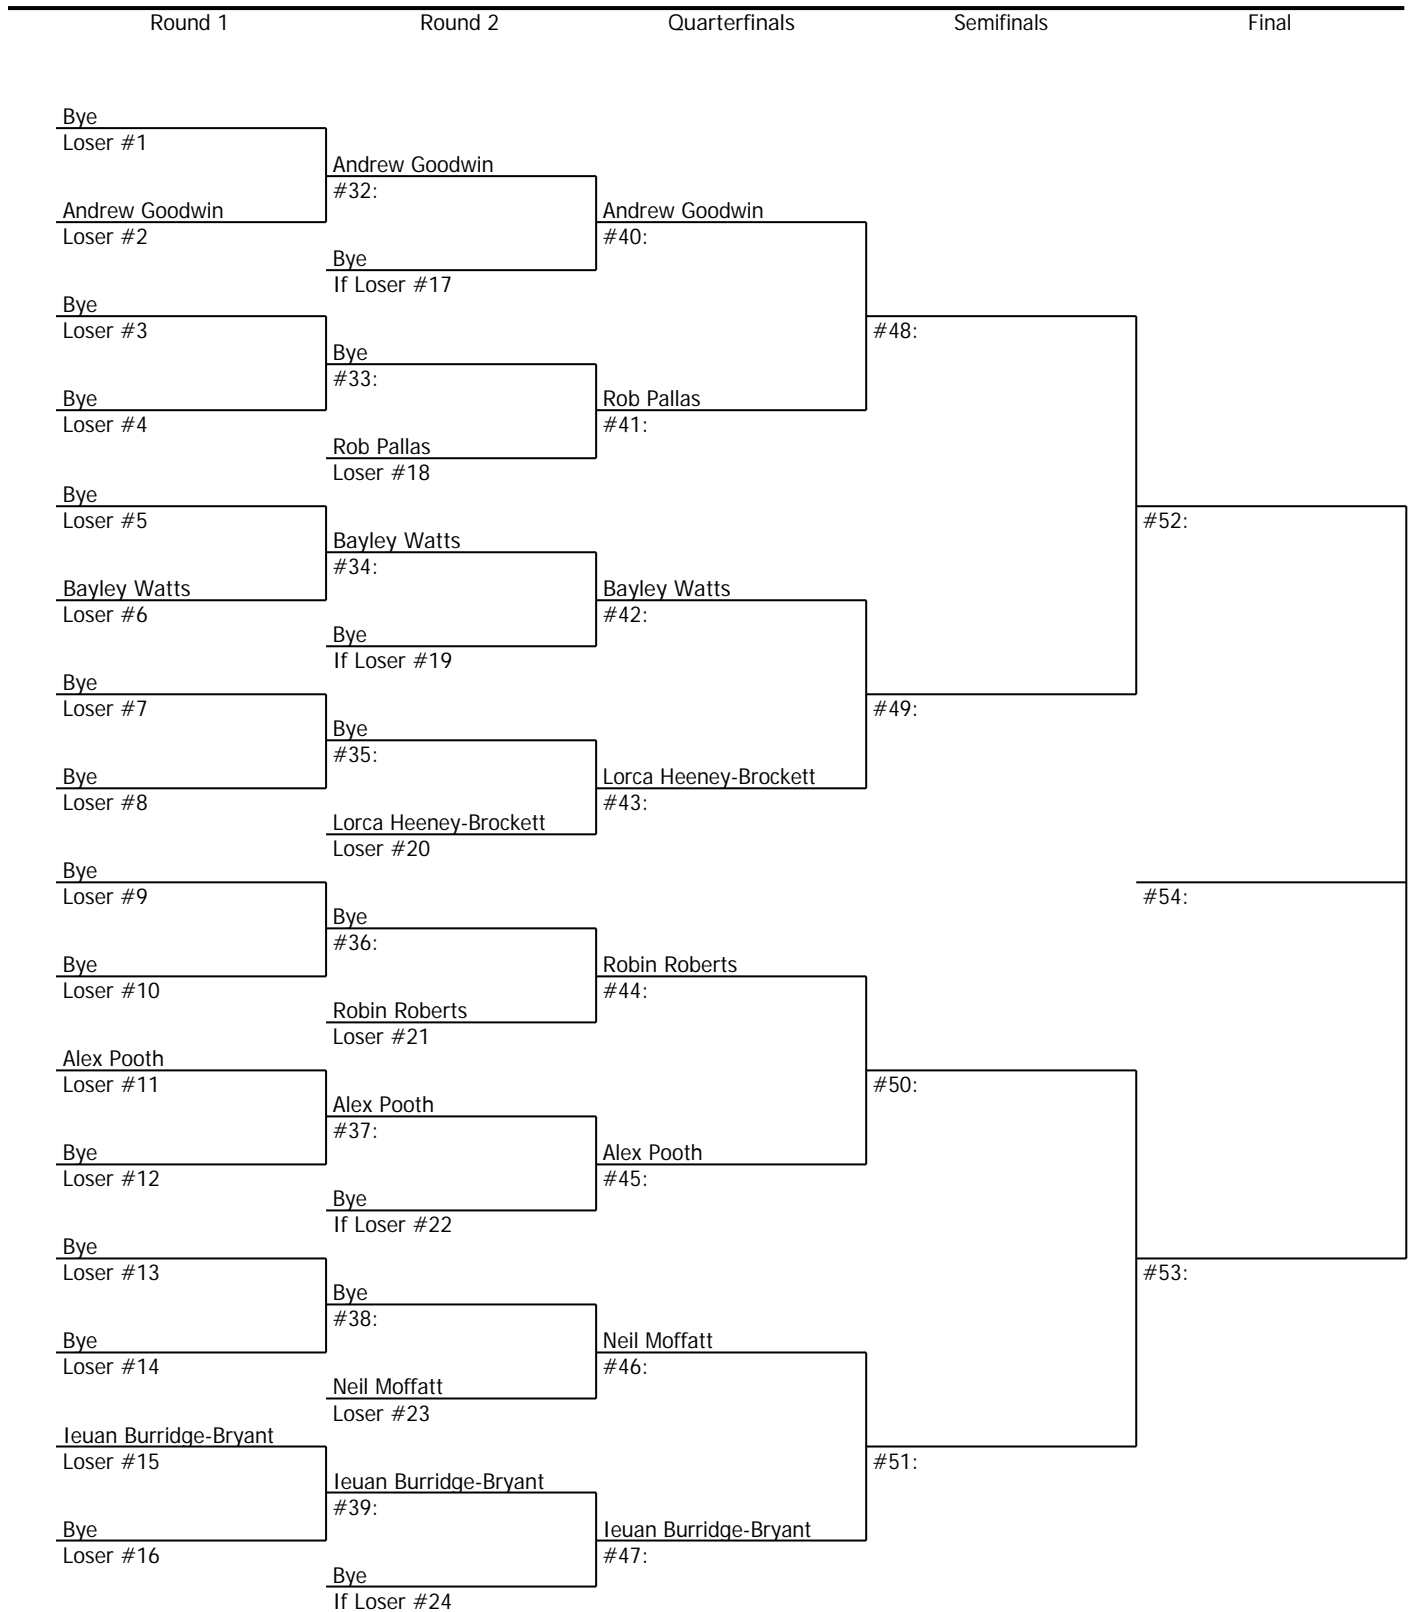 Round 1 Round 2 Quarterfinals Semifinals Final
Bye
Loser #1
Andrew Goodwin
#32:
Andrew Goodwin
Loser #2
Andrew Goodwin
#40:
Bye
If Loser #17
Bye
Loser #3
#48:
Bye
#33:
Bye
Loser #4
Rob Pallas
#41:
Rob Pallas
Loser #18
Bye
Loser #5
#52:
Bayley Watts
#34:
Bayley Watts
Loser #6
Bayley Watts
#42:
Bye
If Loser #19
Bye
Loser #7
#49:
Bye
#35:
Bye
Loser #8
Lorca Heeney-Brockett
#43:
Lorca Heeney-Brockett
Loser #20
Bye
Loser #9
#54:
Bye
#36:
Bye
Loser #10
Robin Roberts
#44:
Robin Roberts
Loser #21
Alex Pooth
Loser #11
#50:
Alex Pooth
#37:
Bye
Loser #12
Alex Pooth
#45:
Bye
If Loser #22
Bye
Loser #13
#53:
Bye
#38:
Bye
Loser #14
Neil Moffatt
#46:
Neil Moffatt
Loser #23
Ieuan Burridge-Bryant
Loser #15
#51:
Ieuan Burridge-Bryant
#39:
Bye
Loser #16
Ieuan Burridge-Bryant
#47:
Bye
If Loser #24